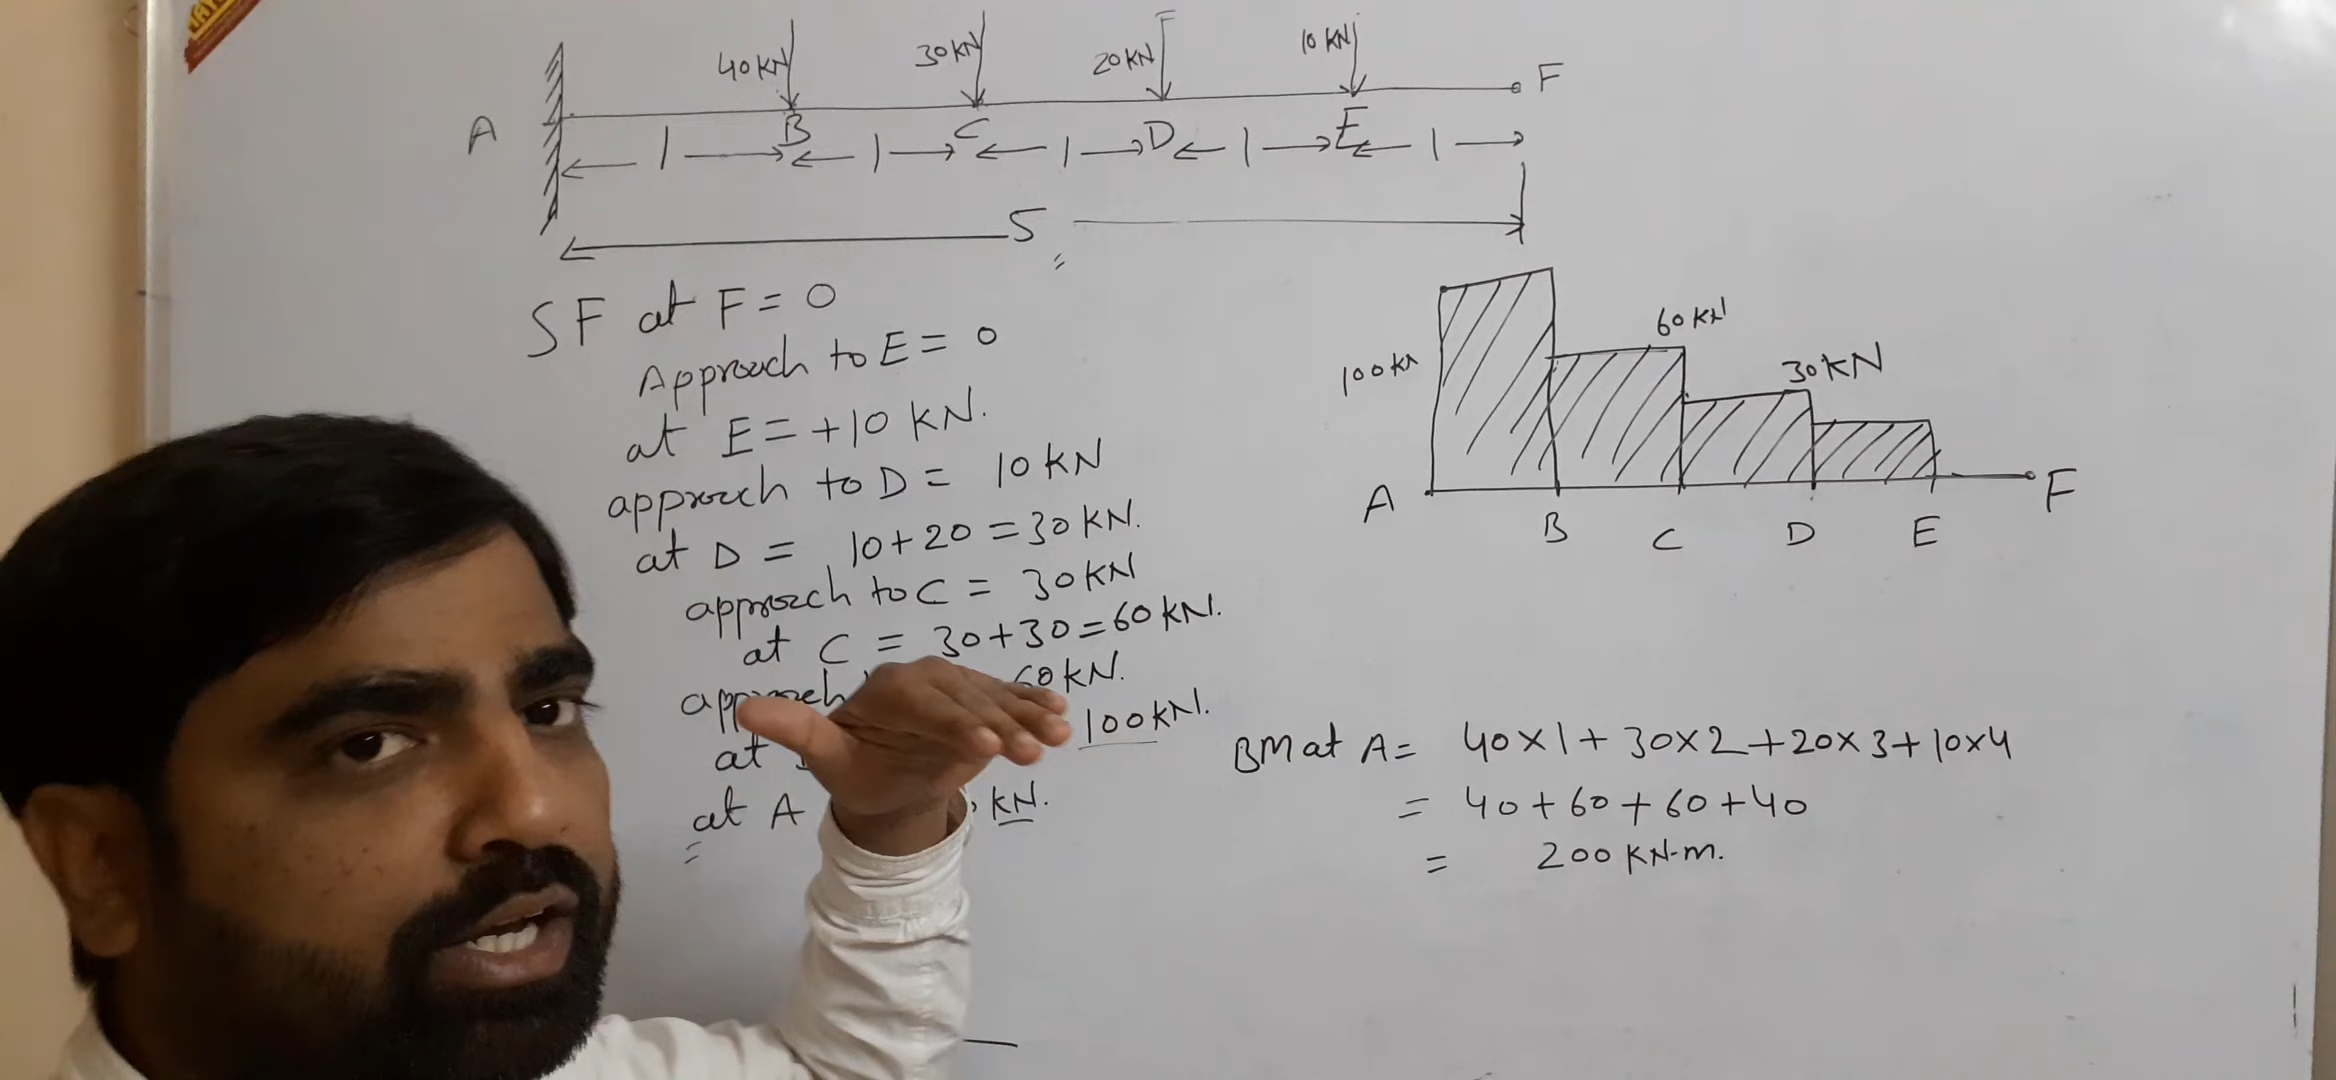 40 KN 30 KN 20 KN 10 KN
A B C D E F
1 1 1 1 1
5
SF at F = 0
Approach to E = 0
at E = +10 KN.
approach to D = 10 KN
at D = 10+20 = 30 KN.
approach to C = 30 KN
at C = 30+30 = 60 KN.
approach 60 KN.
at 100 KN.
at A KN.
100 KN
60 KN
30 KN
A B C D E F
BM at A = 40×1 + 30×2 + 20×3 + 10×4
= 40 + 60 + 60 + 40
= 200 KN-m.